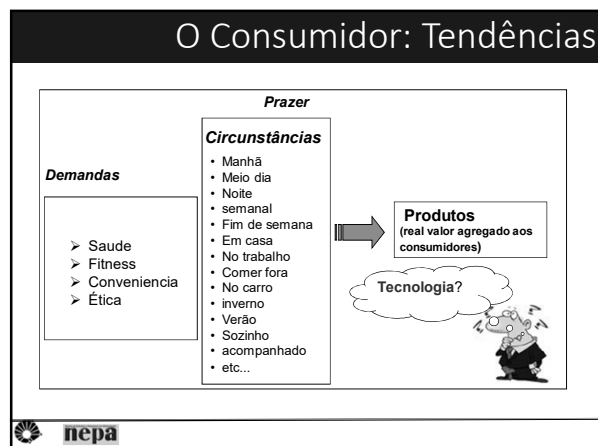 O Consumidor: Tendências
Prazer
Demandas
➢ Saude
➢ Fitness
➢ Conveniencia
➢ Ética
Circunstâncias
• Manhã
• Meio dia
• Noite
• semanal
• Fim de semana
• Em casa
• No trabalho
• Comer fora
• No carro
• inverno
• Verão
• Sozinho
• acompanhado
• etc...
Produtos
(real valor agregado aos
consumidores)
Tecnologia?
nepa